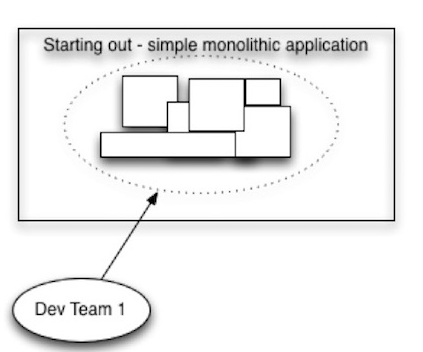 Starting out - simple monolithic application
Dev Team 1